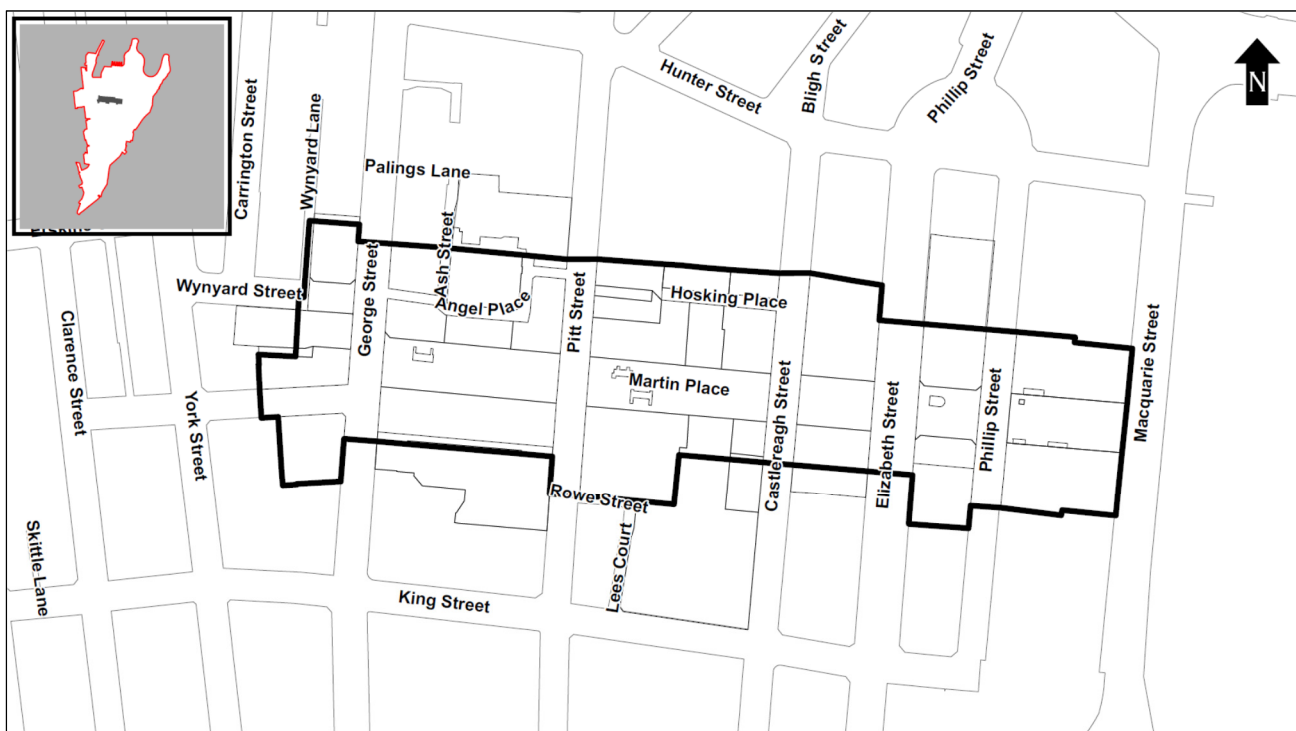 Hunter Street
Bligh Street
Phillip Street
N
Carrington Street
Wynyard Lane
Palings Lane
Ash Street
George Street
Angel Place
Wynyard Street
Pitt Street
Hosking Place
Martin Place
Castlereagh Street
Elizabeth Street
Phillip Street
Macquarie Street
Clarence Street
York Street
Rowe Street
Lees Court
Skittle Lane
King Street